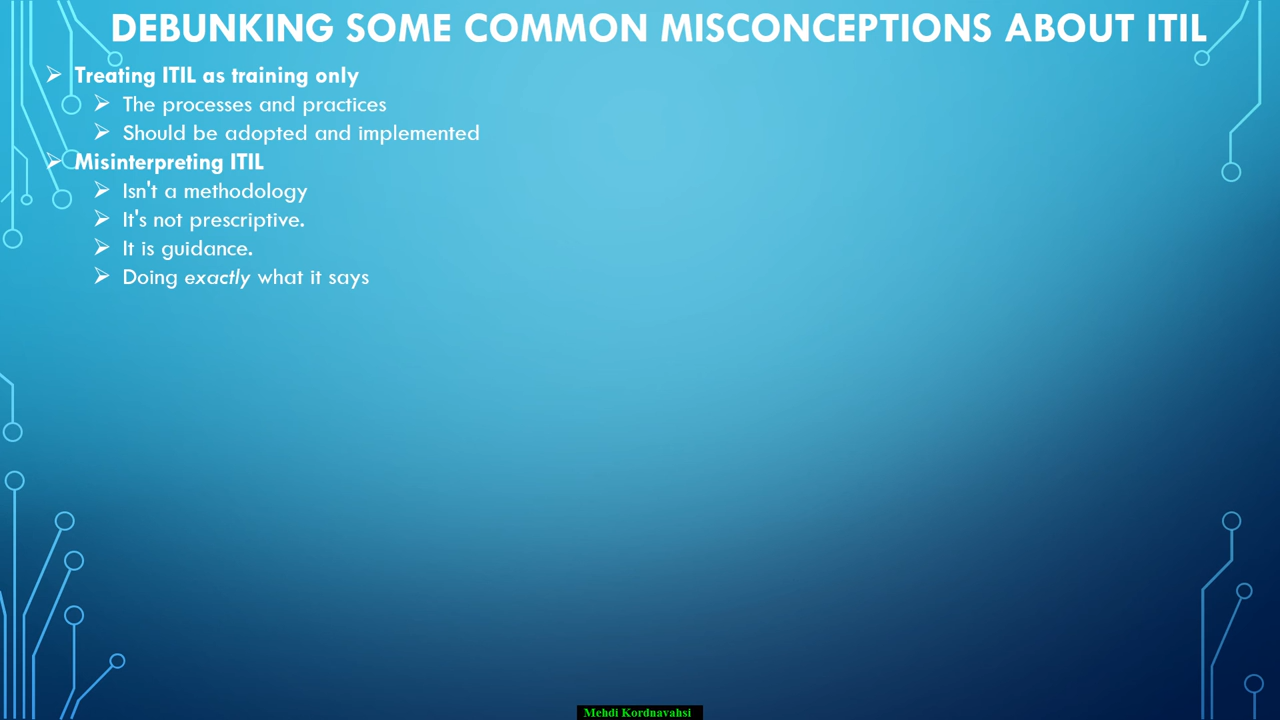 DEBUNKING SOME COMMON MISCONCEPTIONS ABOUT ITIL
Treating ITIL as training only
The processes and practices
Should be adopted and implemented
Misinterpreting ITIL
Isn't a methodology
It's not prescriptive.
It is guidance.
Doing exactly what it says
Mehdi Kordnavahsi